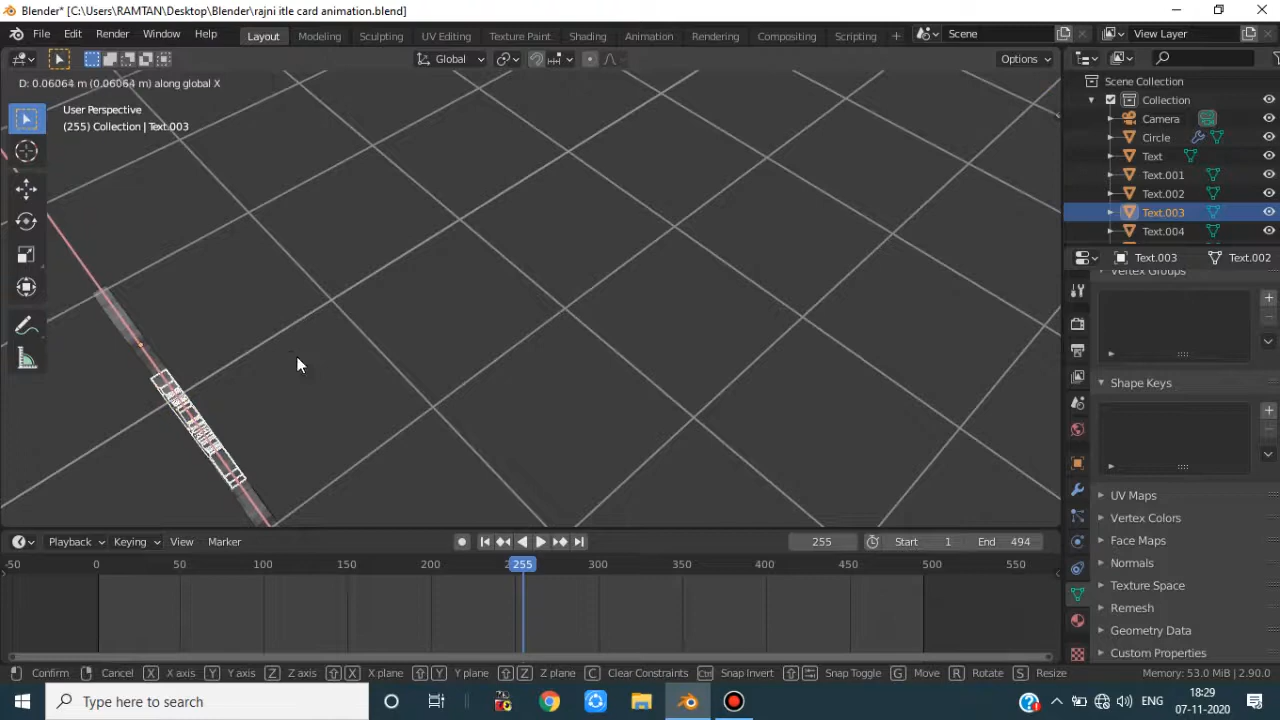 Blender* [C:\Users\RAMTAN\Desktop\Blender\rajni itle card animation.blend]
File Edit Render Window Help Layout Modeling Sculpting UV Editing Texture Paint Shading Animation Rendering Compositing Scripting + Scene View Layer
Global Options
D: 0.06064 m (0.06064 m) along global X
User Perspective
(255) Collection | Text.003
Scene Collection
Collection
Camera
Circle
Text
Text.001
Text.002
Text.003
Text.004
Text.003 Text.002
Vertex Groups
Shape Keys
UV Maps
Vertex Colors
Face Maps
Normals
Texture Space
Remesh
Geometry Data
Custom Properties
Playback Keying View Marker 255 Start 1 End 494
-50 0 50 100 150 200 255 300 350 400 450 500 550
Confirm Cancel X X axis Y Y axis Z Z axis X X plane Y Y plane Z Z plane C Clear Constraints Ctrl Snap Invert Snap Toggle G Move R Rotate S Resize Memory: 53.0 MiB | 2.90.0
Type here to search
ENG
18:29
07-11-2020